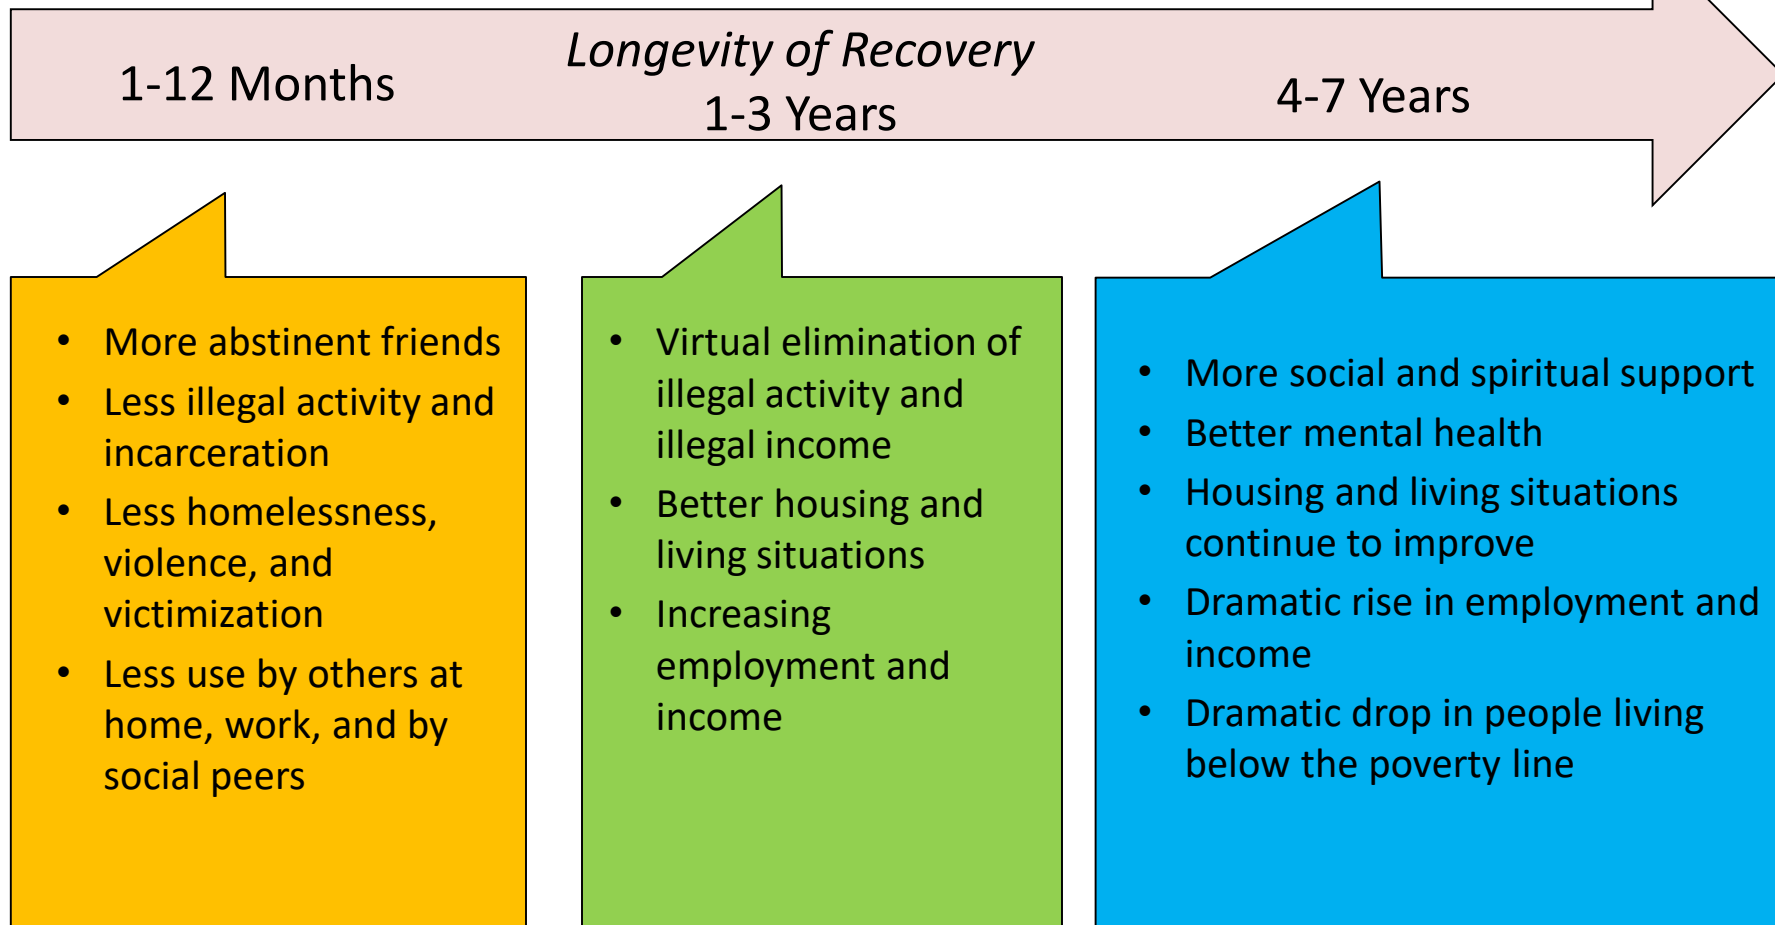 Longevity of Recovery
1-12 Months
1-3 Years
4-7 Years
• More abstinent friends
• Less illegal activity and
incarceration
• Less homelessness,
violence, and
victimization
• Less use by others at
home, work, and by
social peers
• Virtual elimination of
illegal activity and
illegal income
• Better housing and
living situations
• Increasing
employment and
income
• More social and spiritual support
• Better mental health
• Housing and living situations
continue to improve
• Dramatic rise in employment and
income
• Dramatic drop in people living
below the poverty line